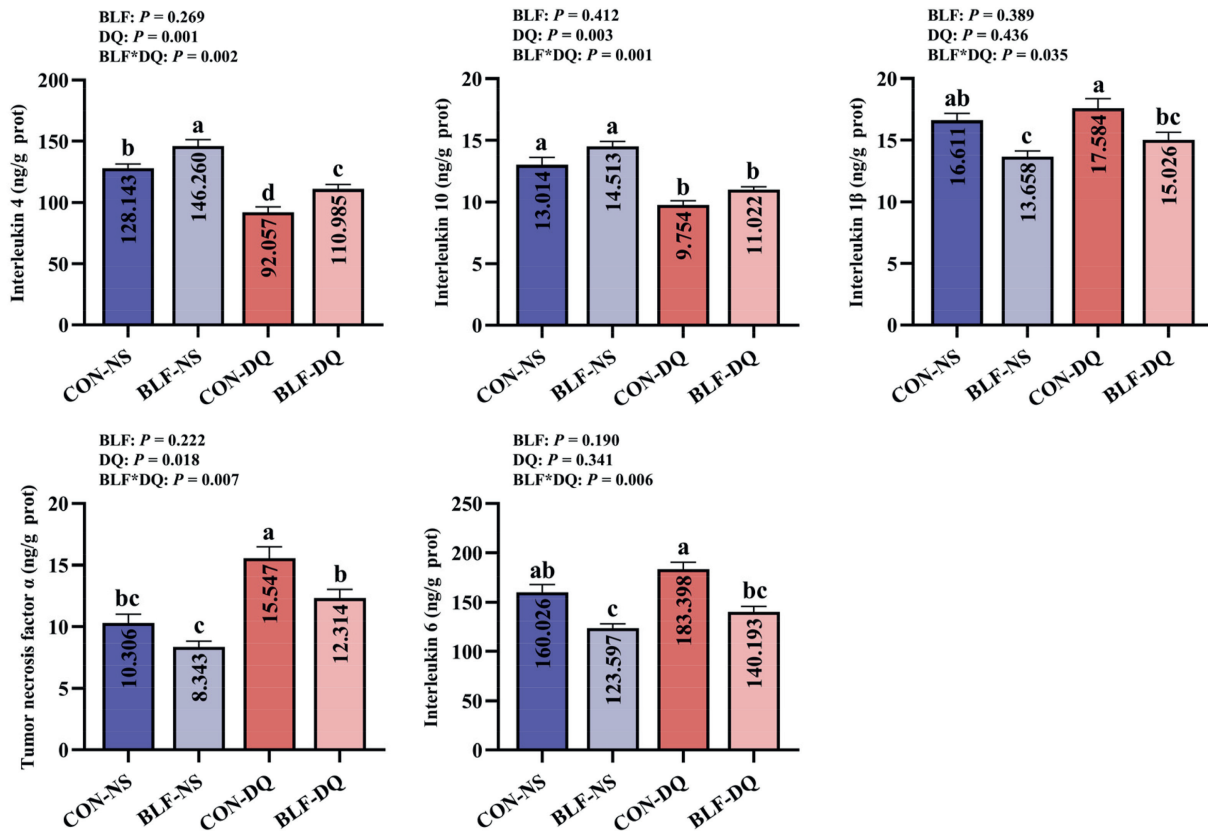 BLF: P = 0.269
DQ: P = 0.001
BLF*DQ: P = 0.002
Interleukin 4 (ng/g prot)
200
150
100
50
0
b
a
d
c
128.143
146.260
92.057
110.985
CON-NS
BLF-NS
CON-DQ
BLF-DQ
BLF: P = 0.412
DQ: P = 0.003
BLF*DQ: P = 0.001
Interleukin 10 (ng/g prot)
20
15
10
5
0
a
a
b
b
13.014
14.513
9.754
11.022
CON-NS
BLF-NS
CON-DQ
BLF-DQ
BLF: P = 0.389
DQ: P = 0.436
BLF*DQ: P = 0.035
Interleukin 1β (ng/g prot)
20
15
10
5
0
ab
c
a
bc
16.611
13.658
17.584
15.026
CON-NS
BLF-NS
CON-DQ
BLF-DQ
BLF: P = 0.222
DQ: P = 0.018
BLF*DQ: P = 0.007
Tumor necrosis factor α (ng/g prot)
20
15
10
5
0
bc
c
a
b
10.306
8.343
15.547
12.314
CON-NS
BLF-NS
CON-DQ
BLF-DQ
BLF: P = 0.190
DQ: P = 0.341
BLF*DQ: P = 0.006
Interleukin 6 (ng/g prot)
250
200
150
100
50
0
ab
c
a
bc
160.026
123.597
183.398
140.193
CON-NS
BLF-NS
CON-DQ
BLF-DQ